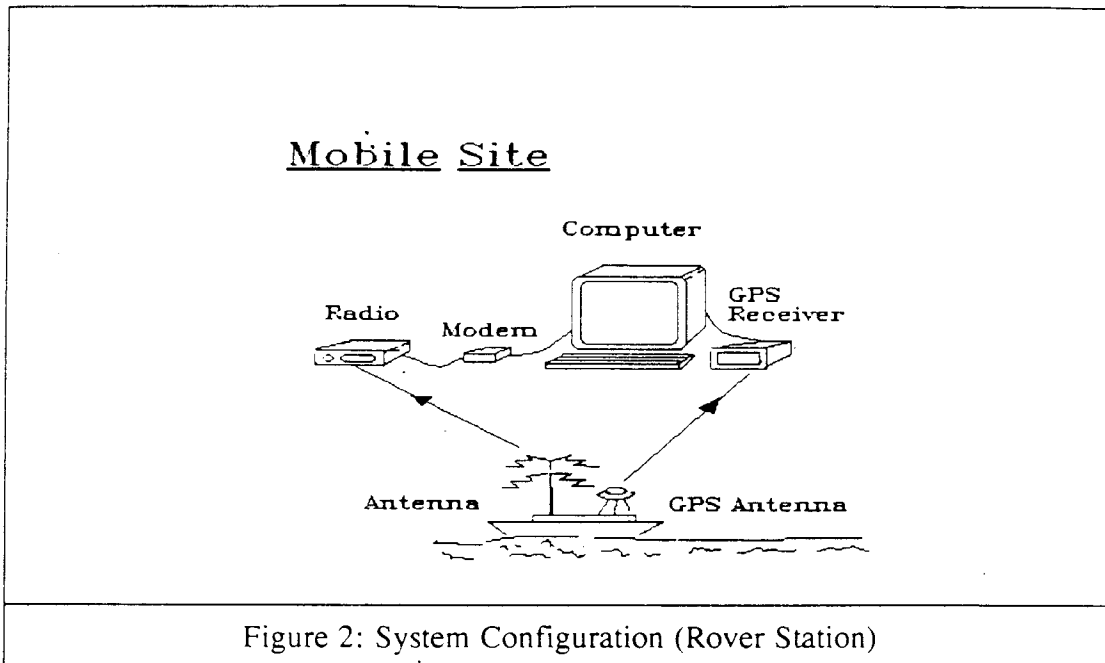 Mobile Site
Computer
GPS
Receiver
Radio
Modem
Antenna
GPS Antenna
Figure 2: System Configuration (Rover Station)